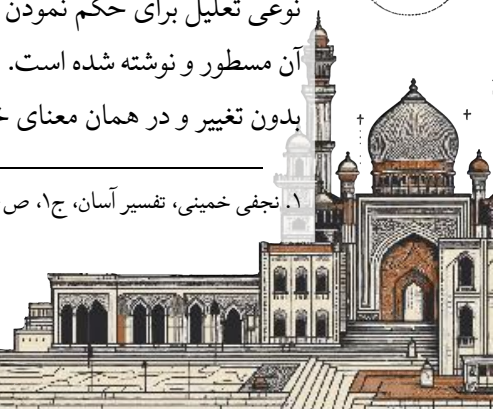 نوعی تعلیل برای حکم نمودن
آن مسطور و نوشته شده است.
بدون تغییر و در همان معنای
۱. نجفی خمینی، تفسیر آسان، ج۱، ص